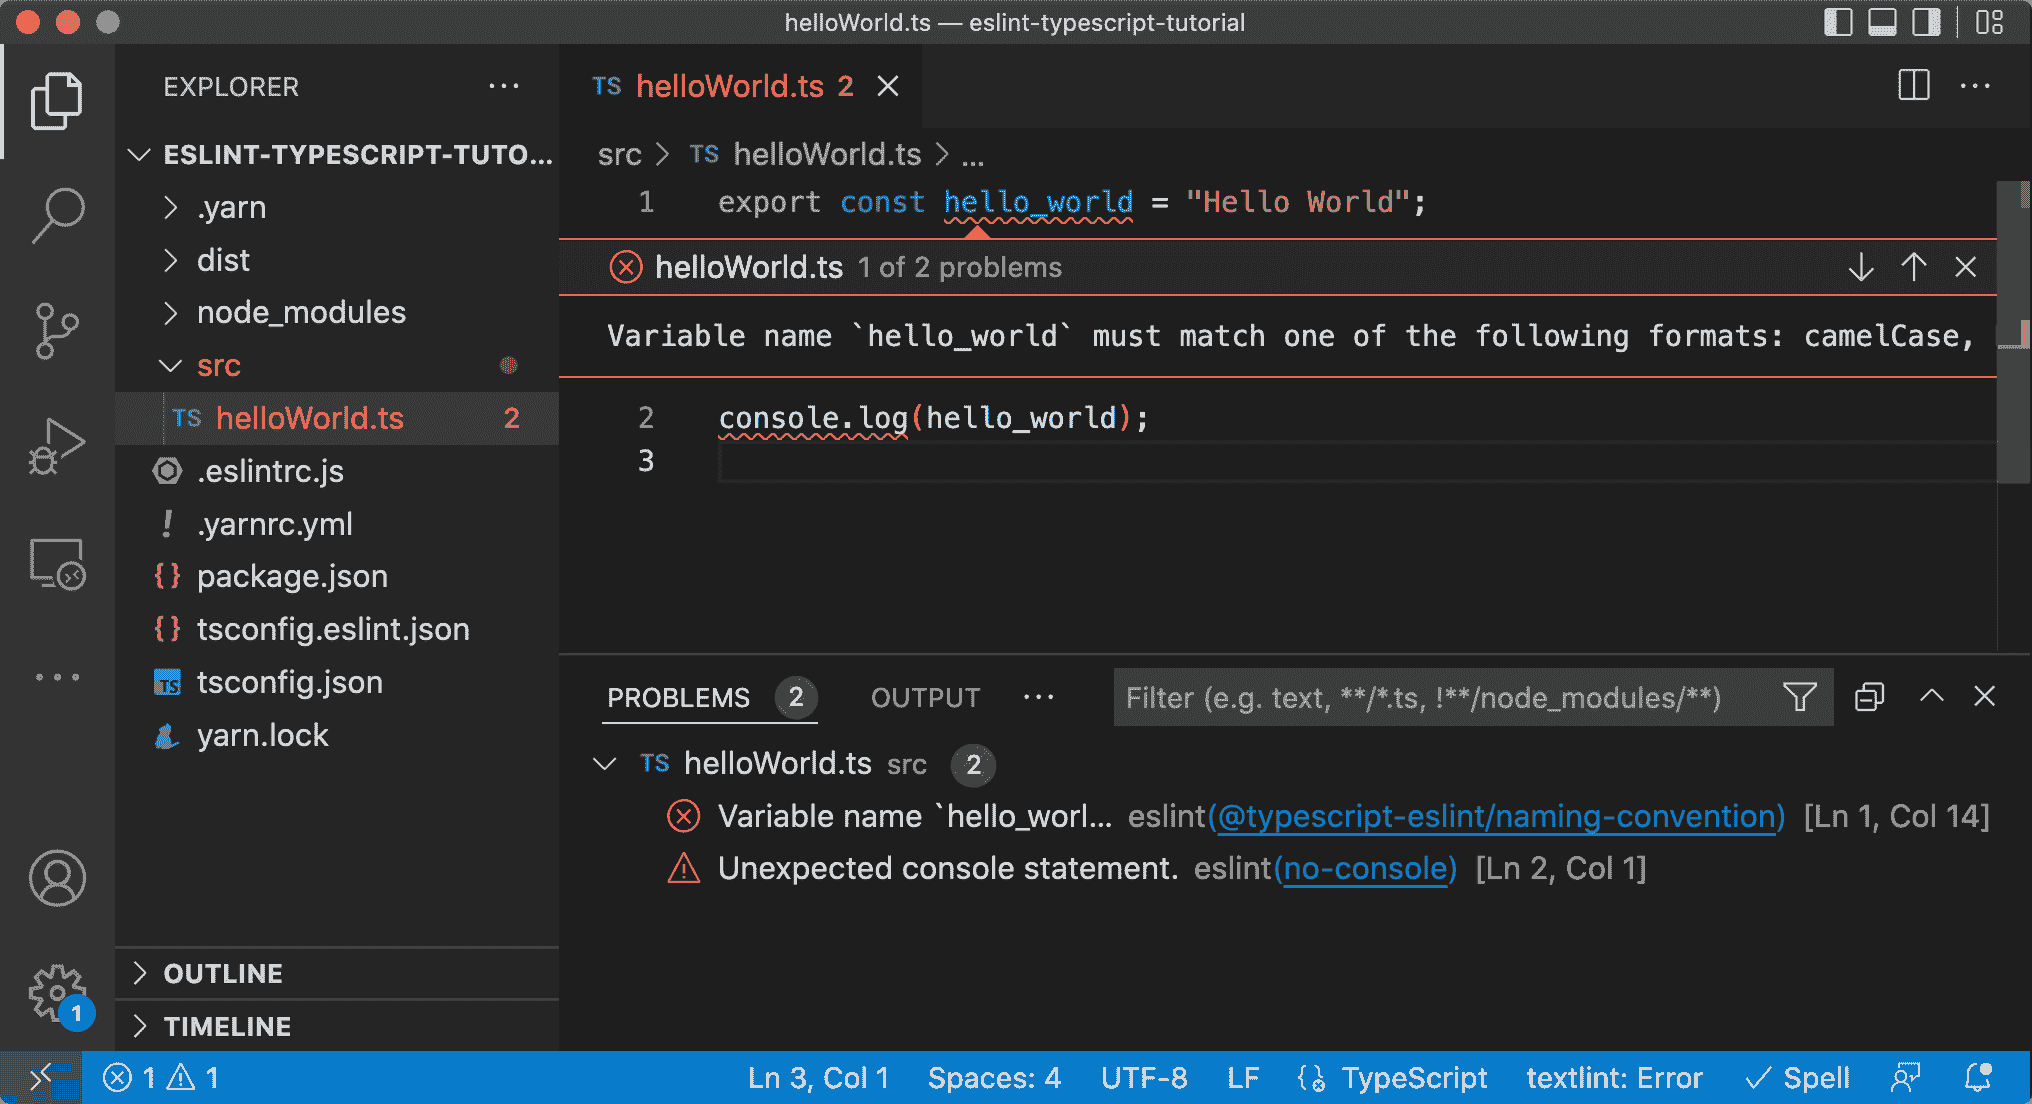 helloWorld.ts — eslint-typescript-tutorial
EXPLORER
ESLINT-TYPESCRIPT-TUTO...
.yarn
dist
node_modules
src
TS helloWorld.ts 2
.eslintrc.js
! .yarnrc.yml
{} package.json
{} tsconfig.eslint.json
TS tsconfig.json
yarn.lock
OUTLINE
TIMELINE
1
TS helloWorld.ts 2
src > TS helloWorld.ts > ...
1 export const hello_world = "Hello World";
helloWorld.ts 1 of 2 problems
Variable name `hello_world` must match one of the following formats: camelCase,
2 console.log(hello_world);
3
PROBLEMS 2 OUTPUT ... Filter (e.g. text, **/*.ts, !**/node_modules/**)
TS helloWorld.ts src 2
Variable name `hello_worl... eslint(@typescript-eslint/naming-convention) [Ln 1, Col 14]
Unexpected console statement. eslint(no-console) [Ln 2, Col 1]
1 1 Ln 3, Col 1 Spaces: 4 UTF-8 LF TypeScript textlint: Error Spell